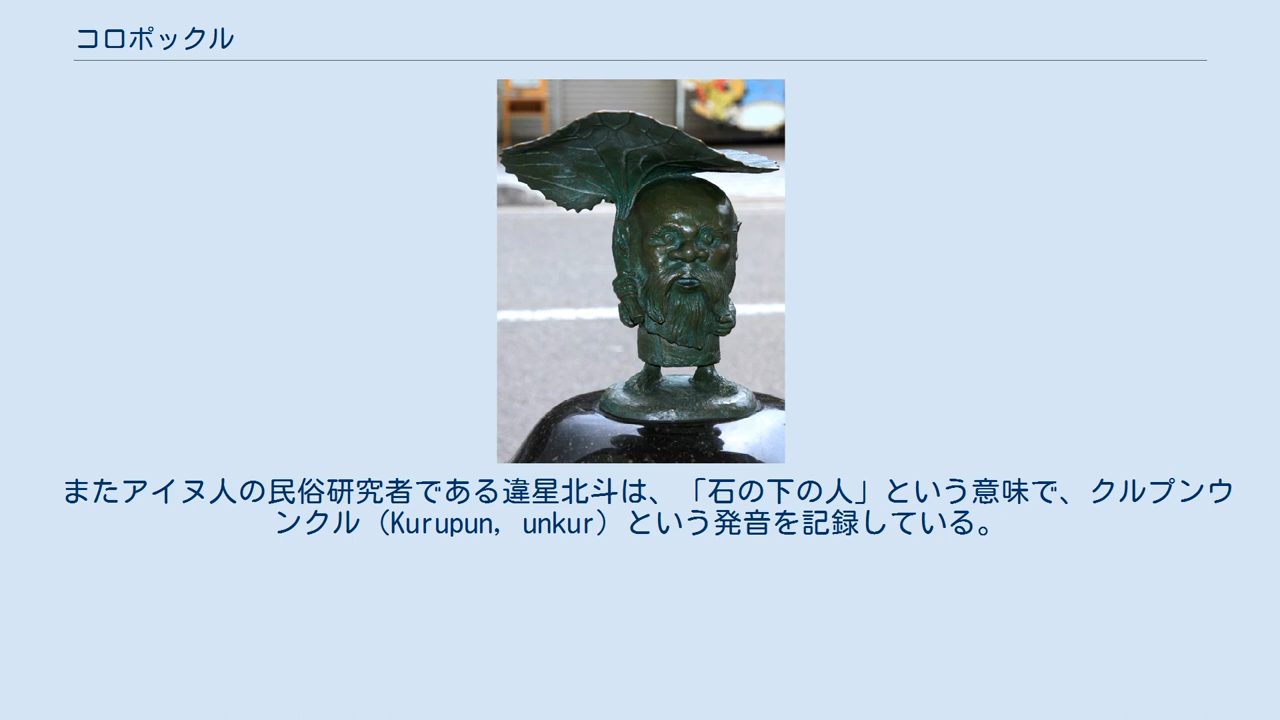 コロポックル
またアイヌ人の民俗研究者である違星北斗は、「石の下の人」という意味で、クルプンウ
ンクル（Kurupun, unkur）という発音を記録している。